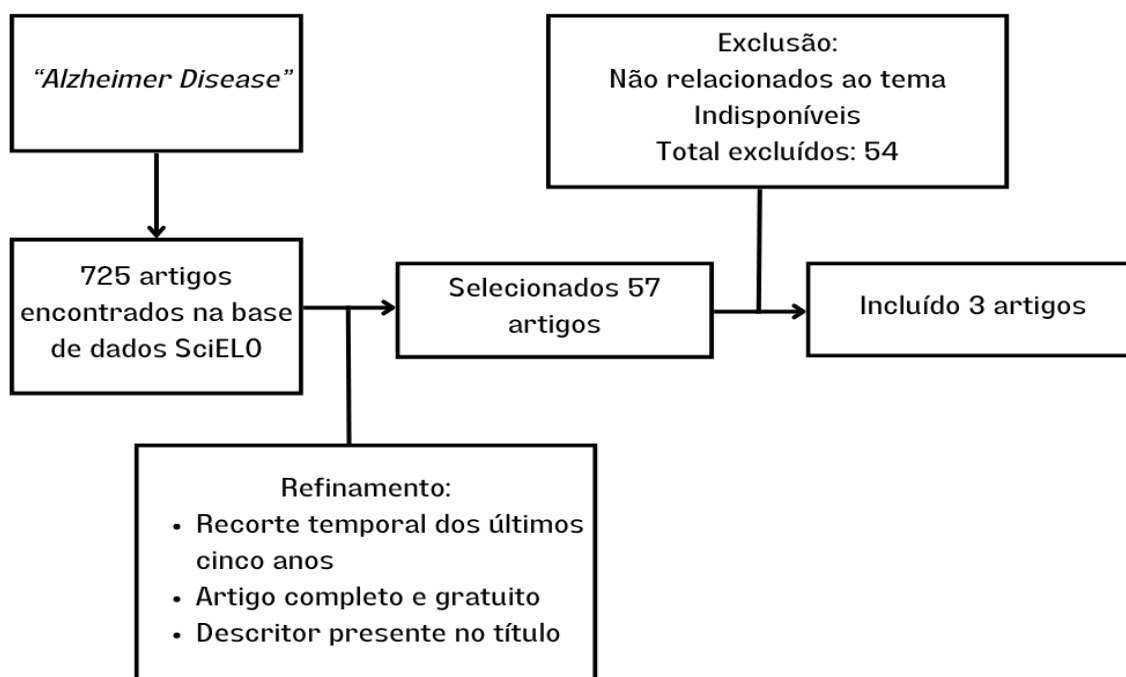 “Alzheimer Disease”
725 artigos
encontrados na base
de dados SciELO
Refinamento:
• Recorte temporal dos últimos
cinco anos
• Artigo completo e gratuito
• Descritor presente no título
Selecionados 57
artigos
Exclusão:
Não relacionados ao tema
Indisponíveis
Total excluídos: 54
Incluído 3 artigos